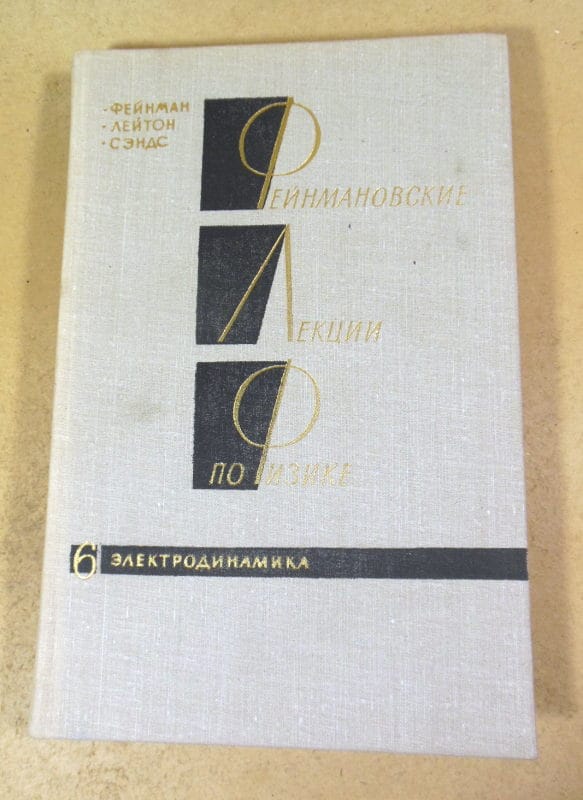 ·ФЕЙНМАН
·ЛЕЙТОН
·СЭНДС
ФЕЙНМАНОВСКИЕ
ЛЕКЦИИ
ПО ФИЗИКЕ
6 ЭЛЕКТРОДИНАМИКА